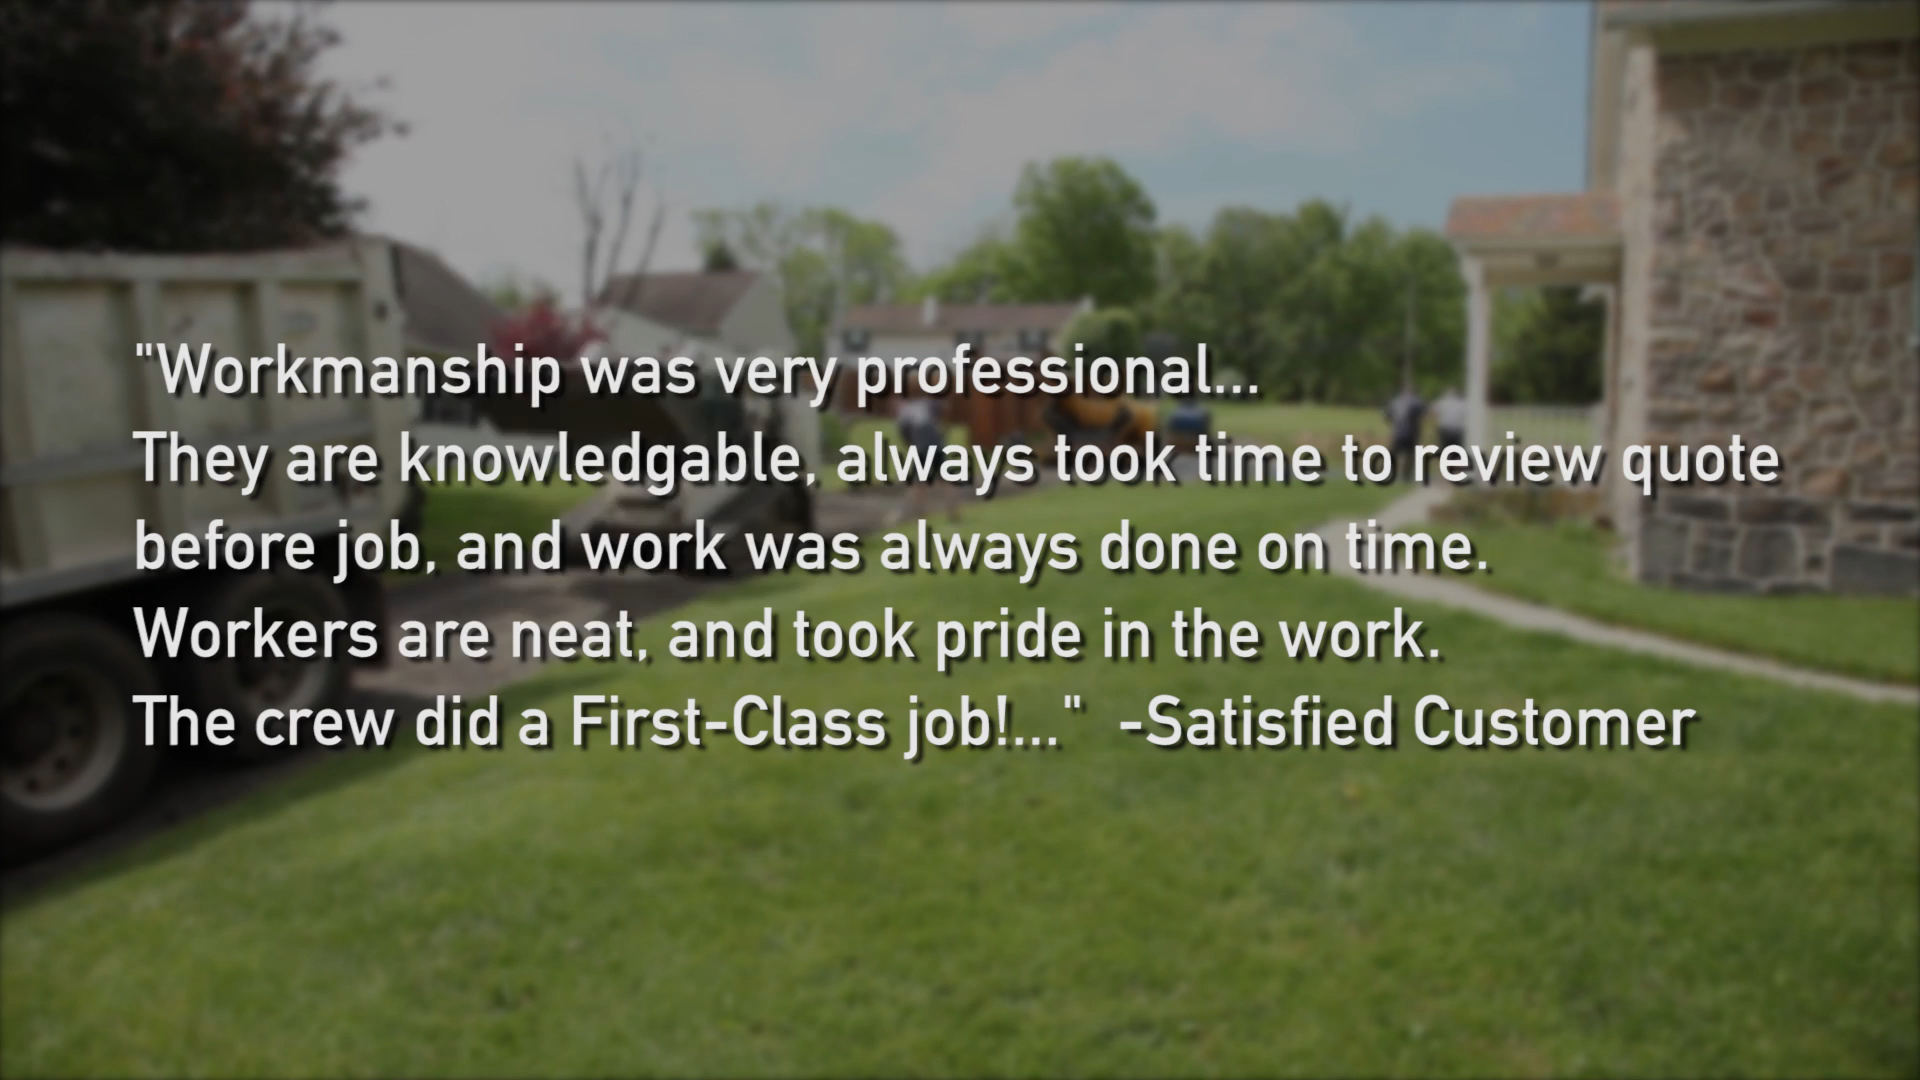 "Workmanship was very professional...
They are knowledgable, always took time to review quote
before job, and work was always done on time.
Workers are neat, and took pride in the work.
The crew did a First-Class job!..."  -Satisfied Customer